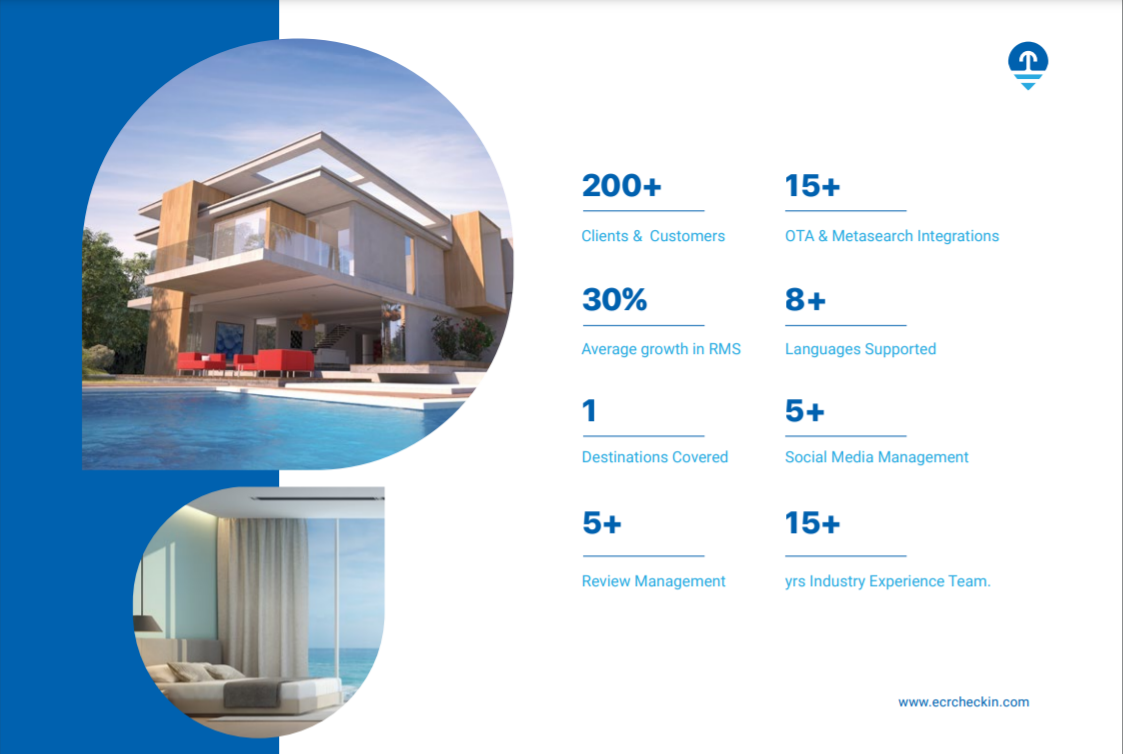 200+
Clients & Customers
15+
OTA & Metasearch Integrations
30%
Average growth in RMS
8+
Languages Supported
1
Destinations Covered
5+
Social Media Management
5+
Review Management
15+
yrs Industry Experience Team.
www.ecrcheckin.com